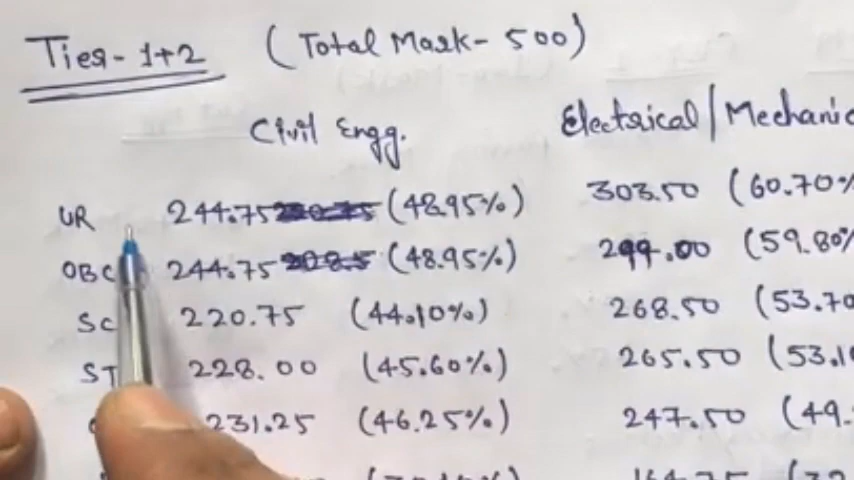 Tier-1+2 (Total Mark-500)
Civil Engg. Electrical/Mechanic
UR 244.75 (48.95%) 303.50 (60.70%
OBC 244.75 (48.95%) 299.00 (59.80%
SC 220.75 (44.10%) 268.50 (53.70
ST 228.00 (45.60%) 265.50 (53.10
231.25 (46.25%) 247.50 (49.